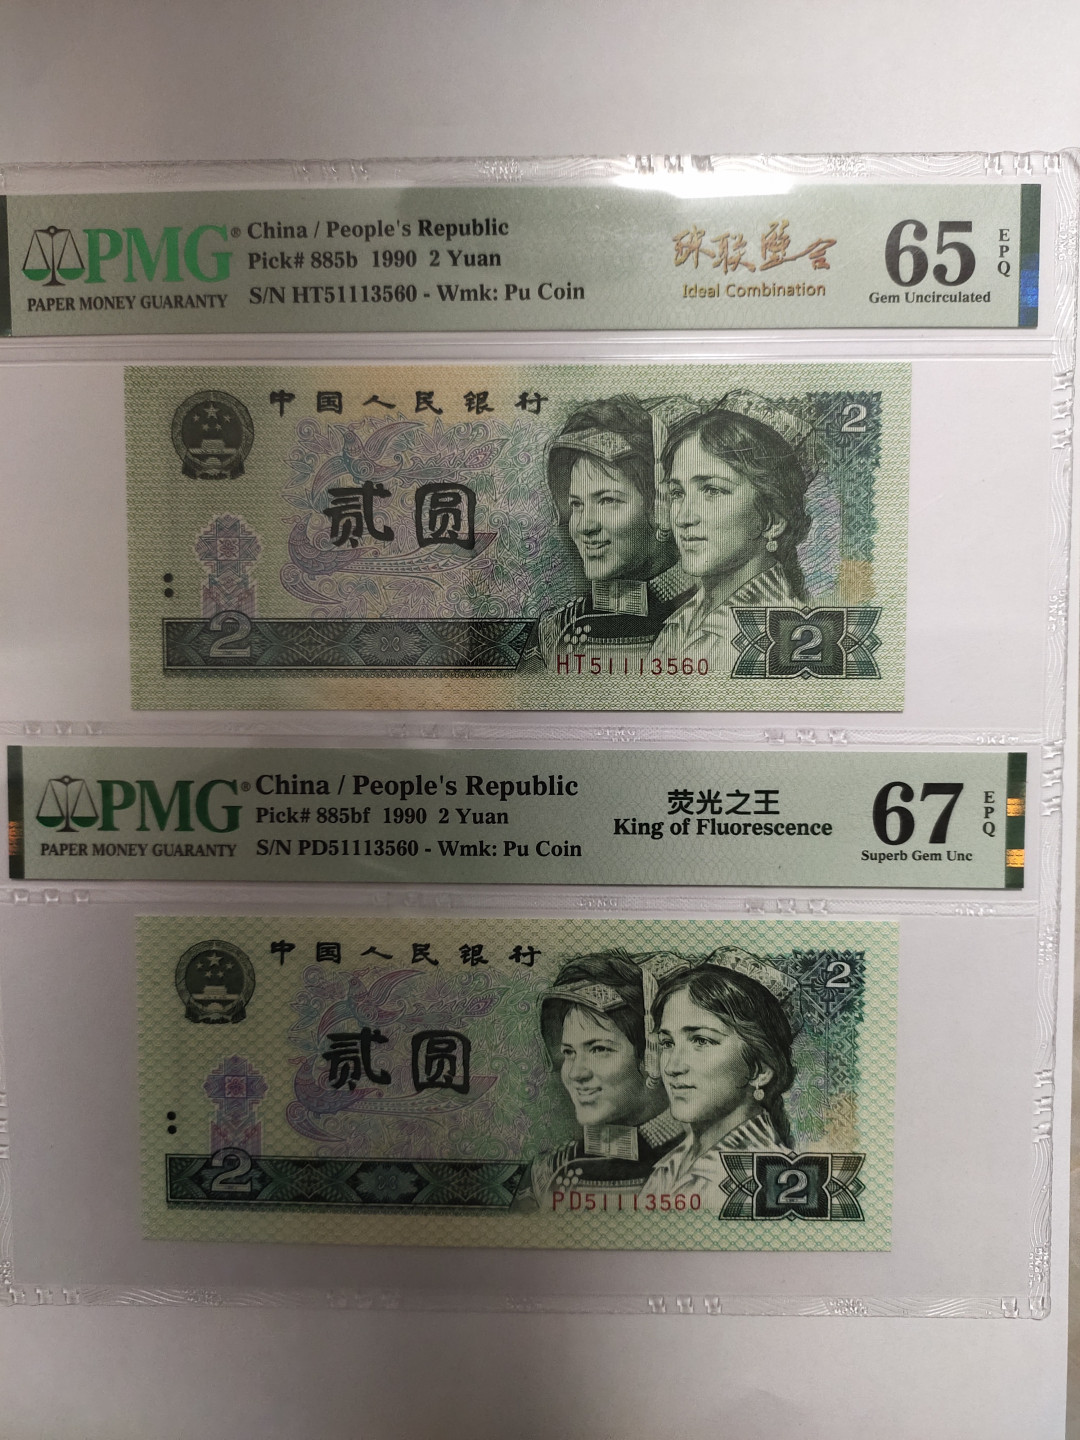 PMG®
PAPER MONEY GUARANTY
China / People's Republic
Pick# 885b 1990 2 Yuan
S/N HT51113560 - Wmk: Pu Coin
珎联璧合
Ideal Combination
65
EPQ
Gem Uncirculated
中国人民银行
2
贰圆
2
HT51113560
2
PMG®
PAPER MONEY GUARANTY
China / People's Republic
Pick# 885bf 1990 2 Yuan
S/N PD51113560 - Wmk: Pu Coin
荧光之王
King of Fluorescence
67
EPQ
Superb Gem Unc
中国人民银行
2
贰圆
2
PD51113560
2